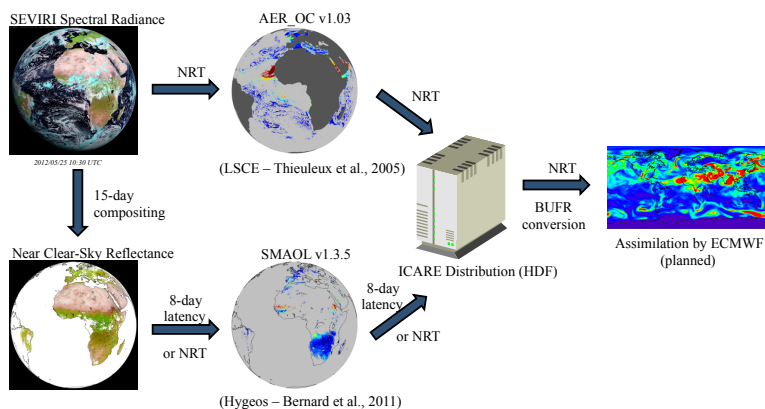 SEVIRI Spectral Radiance
AER_OC v1.03
NRT
NRT
2012/05/25 10:30 UTC
(LSCE – Thieuleux et al., 2005)
15-day
compositing
NRT
BUFR
conversion
Assimilation by ECMWF
(planned)
Near Clear-Sky Reflectance
SMAOL v1.3.5
ICARE Distribution (HDF)
8-day
latency
or NRT
8-day
latency
or NRT
(Hygeos – Bernard et al., 2011)